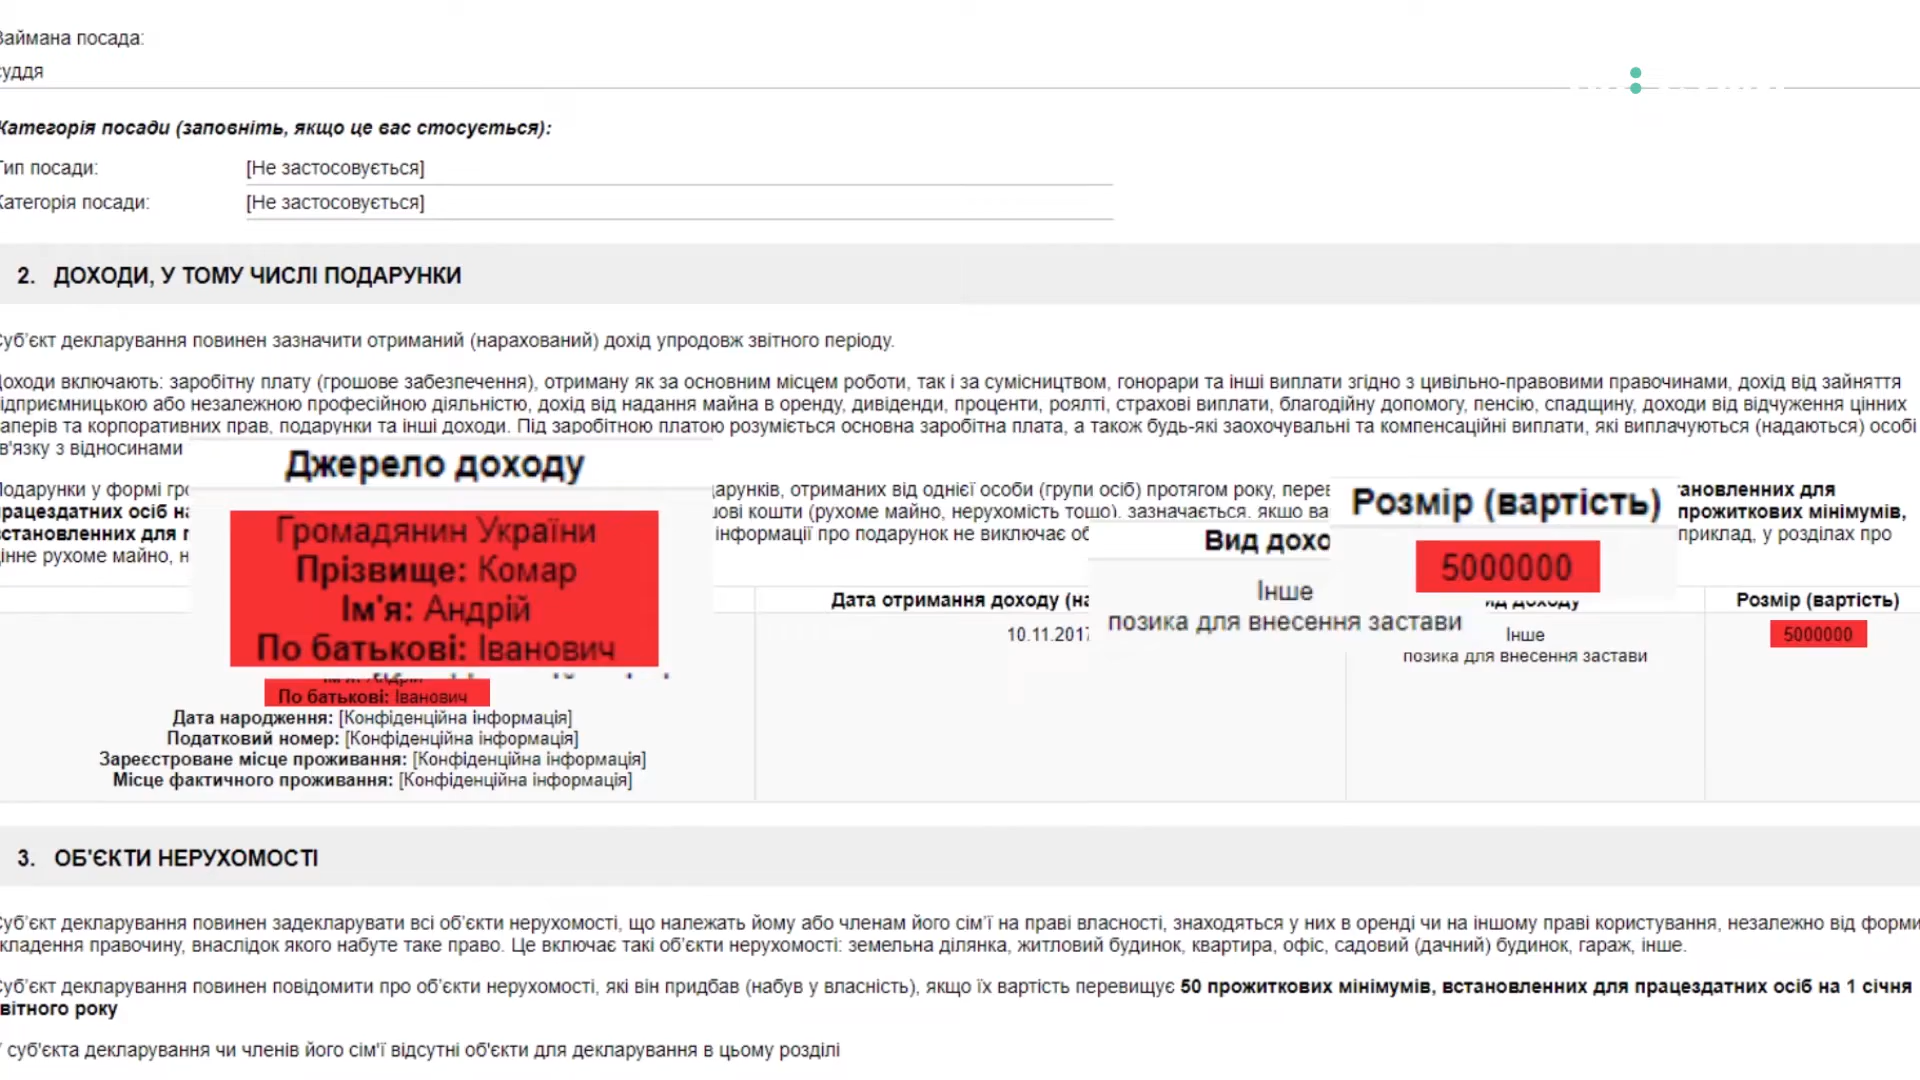 Займана посада:
суддя
Категорія посади (заповніть, якщо це вас стосується):
Тип посади: [Не застосовується]
Категорія посади: [Не застосовується]
2. ДОХОДИ, У ТОМУ ЧИСЛІ ПОДАРУНКИ
Суб'єкт декларування повинен зазначити отриманий (нарахований) дохід упродовж звітного періоду.
Доходи включають: заробітну плату (грошове забезпечення), отриману як за основним місцем роботи, так і за сумісництвом, гонорари та інші виплати згідно з цивільно-правовими правочинами, дохід від зайняття
підприємницькою або незалежною професійною діяльністю, дохід від надання майна в оренду, дивіденди, проценти, роялті, страхові виплати, благодійну допомогу, пенсію, спадщину, доходи від відчуження цінних
паперів та корпоративних прав, подарунки та інші доходи. Під заробітною платою розуміється основна заробітна плата, а також будь-які заохочувальні та компенсаційні виплати, які виплачуються (надаються) особі
зв'язку з відносинами
Джерело доходу
Подарунки у формі арунків, отриманих від однієї особи (групи осіб) протягом року, Розмір (вартість) встановлених для
працездатних осіб на кошти (рухоме майно, нерухомість тощо), зазначається, якщо прожиткових мінімумів,
встановленних для інформації про подарунок не виключає приклад, у розділах про
цінне рухоме майно,
Громадянин України
Прізвище: Комар
Ім'я: Андрій
По батькові: Іванович
Вид дохо
Інше
позика для внесення застави
5000000
Дата отримання доходу Вид доходу Розмір (вартість)
10.11.2017 Інше 5000000
позика для внесення застави
Ім'я: Андрій
По батькові: Іванович
Дата народження: [Конфіденційна інформація]
Податковий номер: [Конфіденційна інформація]
Зареєстроване місце проживання: [Конфіденційна інформація]
Місце фактичного проживання: [Конфіденційна інформація]
3. ОБ'ЄКТИ НЕРУХОМОСТІ
Суб'єкт декларування повинен задекларувати всі об'єкти нерухомості, що належать йому або членам його сім'ї на праві власності, знаходяться у них в оренді чи на іншому праві користування, незалежно від форми
укладення правочину, внаслідок якого набуте таке право. Це включає такі об'єкти нерухомості: земельна ділянка, житловий будинок, квартира, офіс, садовий (дачний) будинок, гараж, інше.
Суб'єкт декларування повинен повідомити про об'єкти нерухомості, які він придбав (набув у власність), якщо їх вартість перевищує 50 прожиткових мінімумів, встановленних для працездатних осіб на 1 січня
звітного року
У суб'єкта декларування чи членів його сім'ї відсутні об'єкти для декларування в цьому розділі